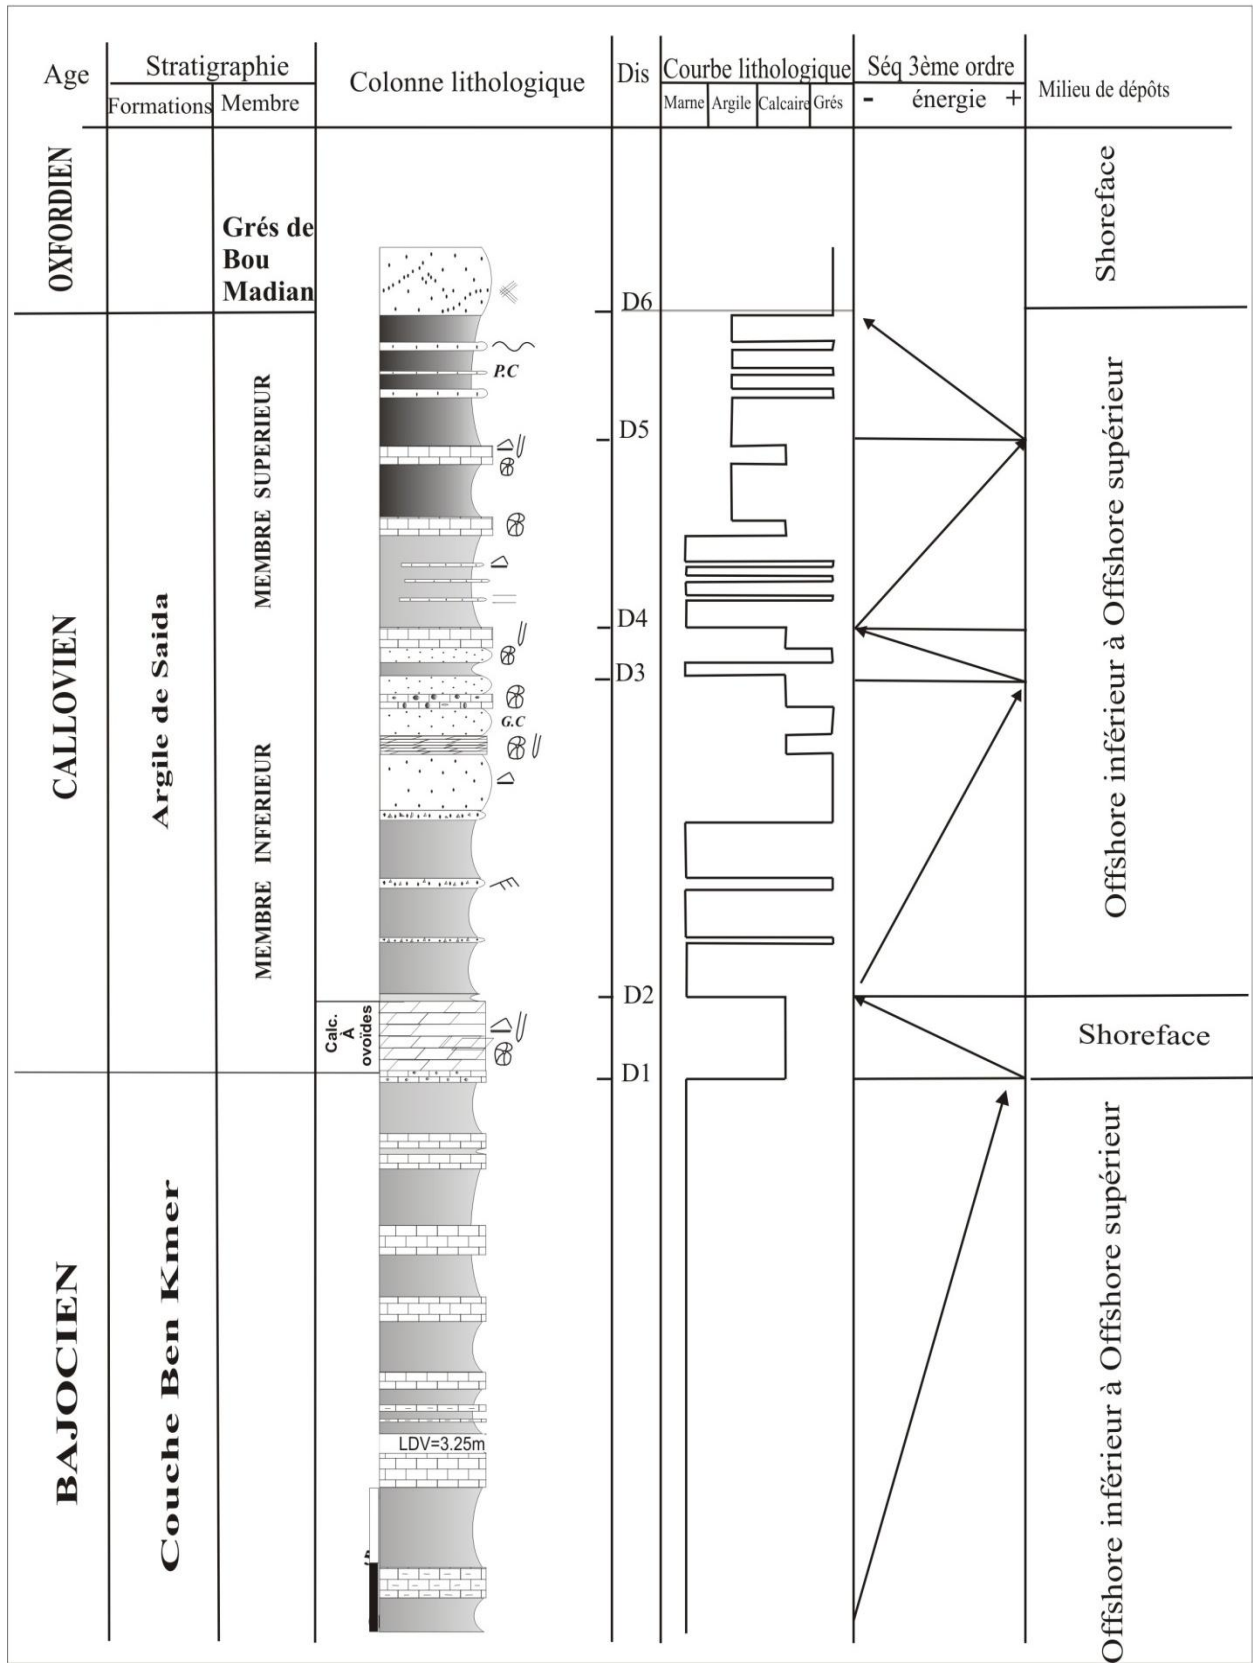 Age
Stratigraphie
Formations
Membre
Colonne lithologique
Dis
Courbe lithologique
Marne
Argile
Calcaire
Grés
Séq 3ème ordre
- énergie +
Milieu de dépôts
OXFORDIEN
Grés de
Bou
Madian
Shoreface
D6
CALLOVIEN
Argile de Saida
MEMBRE SUPERIEUR
P.C
D5
D4
D3
G.C
MEMBRE INFERIEUR
Offshore inférieur à Offshore supérieur
D2
Calc.
À
ovoïdes
Shoreface
D1
BAJOCIEN
Couche Ben Kmer
LDV=3.25m
Offshore inférieur à Offshore supérieur